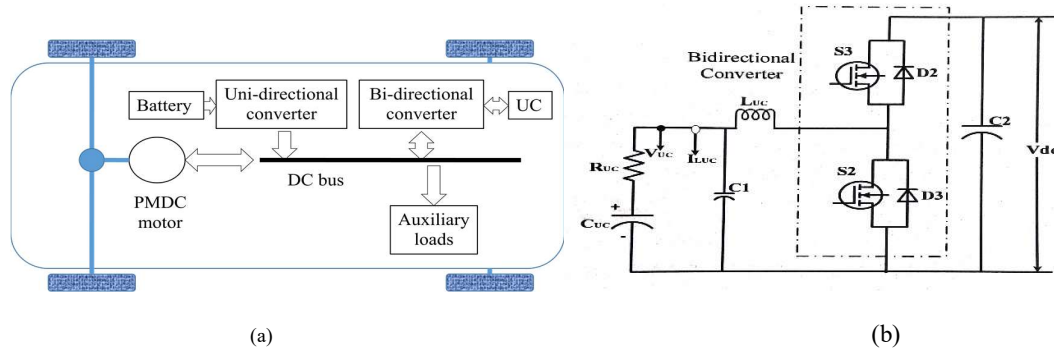 Battery
Uni-directional
converter
Bi-directional
converter
UC
DC bus
PMDC
motor
Auxiliary
loads
(a)
Bidirectional
Converter
S3
D2
LUC
VUC
ILUC
RUC
C1
CUC
+
-
S2
D3
C2
Vdc
(b)